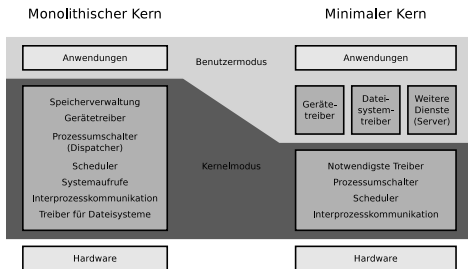 Monolithischer Kern
Minimaler Kern
Anwendungen
Benutzermodus
Anwendungen
Geräte-
treiber
Datei-
system-
treiber
Weitere
Dienste
(Server)
Speicherverwaltung
Gerätetreiber
Prozessumschalter
(Dispatcher)
Scheduler
Systemaufrufe
Interprozesskommunikation
Treiber für Dateisysteme
Kernelmodus
Notwendigste Treiber
Prozessumschalter
Scheduler
Interprozesskommunikation
Hardware
Hardware